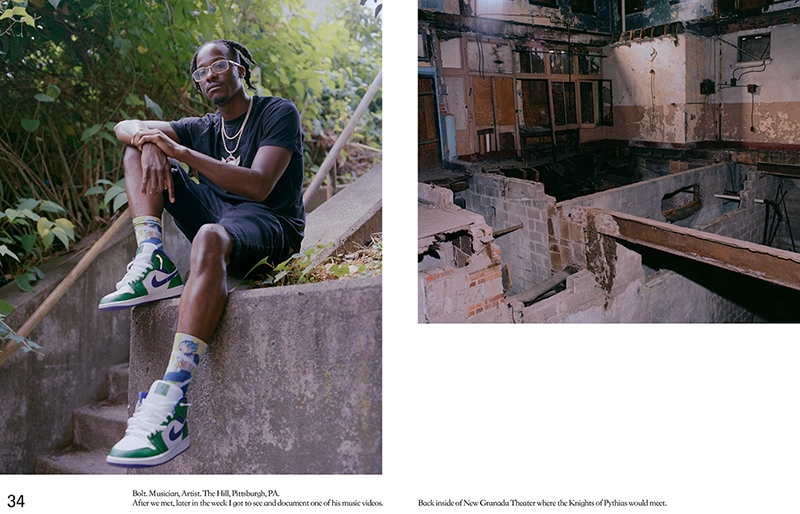 34
Bolt. Musician, Artist. The Hill, Pittsburgh, PA.
After we met, later in the week I got to see and document one of his music videos.
Back inside of New Granada Theater where the Knights of Pythias would meet.